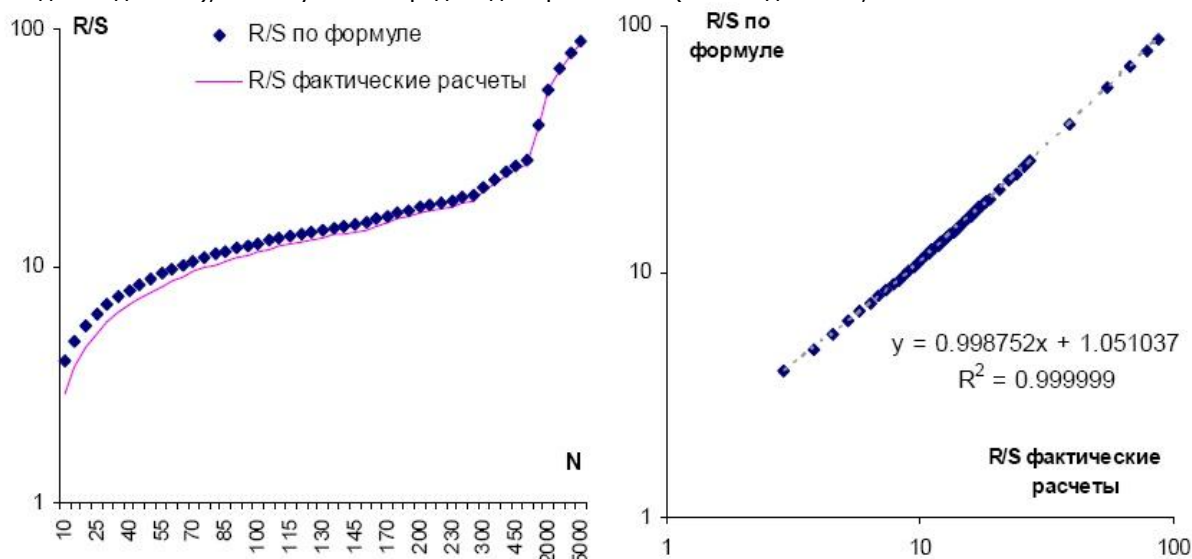 100
R/S
R/S по формуле
R/S фактические расчеты
10
1
N
10
25
40
55
70
85
100
115
130
145
170
200
230
300
450
2000
5000
100
R/S по
формуле
10
y = 0.998752x + 1.051037
R² = 0.999999
R/S фактические
расчеты
1
1
10
100